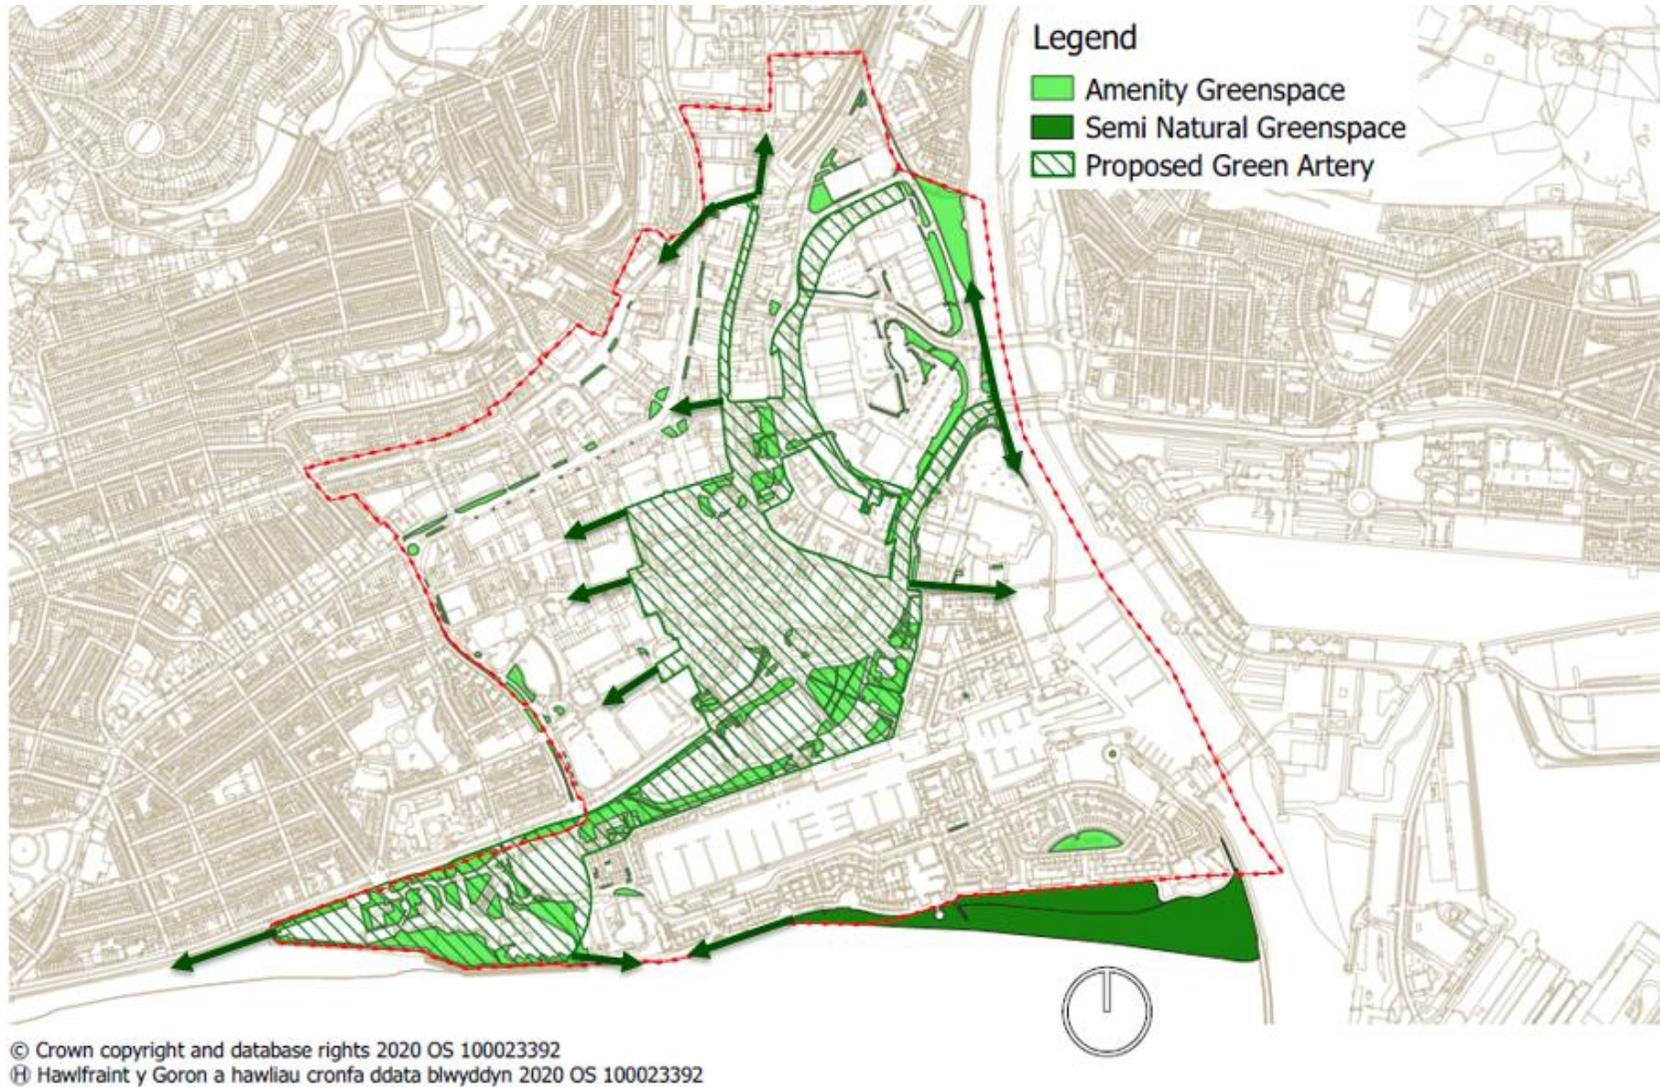 Legend
Amenity Greenspace
Semi Natural Greenspace
Proposed Green Artery
© Crown copyright and database rights 2020 OS 100023392
Ⓗ Hawlfraint y Goron a hawliau cronfa ddata blwyddyn 2020 OS 100023392